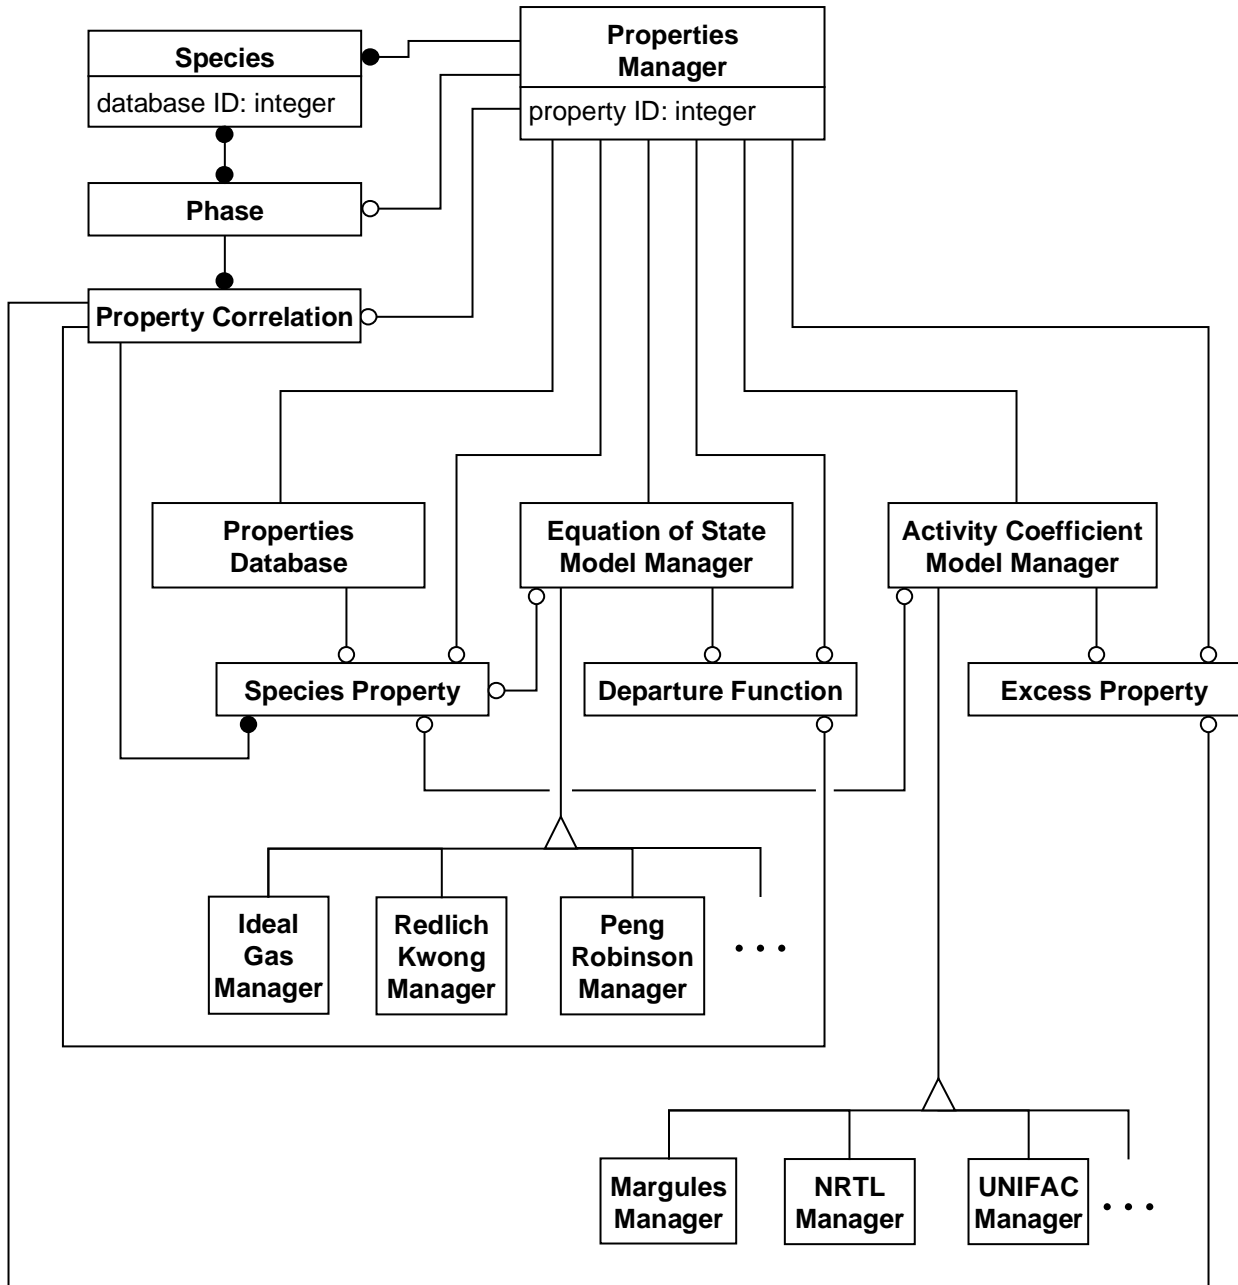 Properties
Manager
property ID: integer
Species
database ID: integer
Phase
Property Correlation
Properties
Database
Equation of State
Model Manager
Activity Coefficient
Model Manager
Species Property
Departure Function
Excess Property
Ideal
Gas
Manager
Redlich
Kwong
Manager
Peng
Robinson
Manager
. . .
Margules
Manager
NRTL
Manager
UNIFAC
Manager
. . .